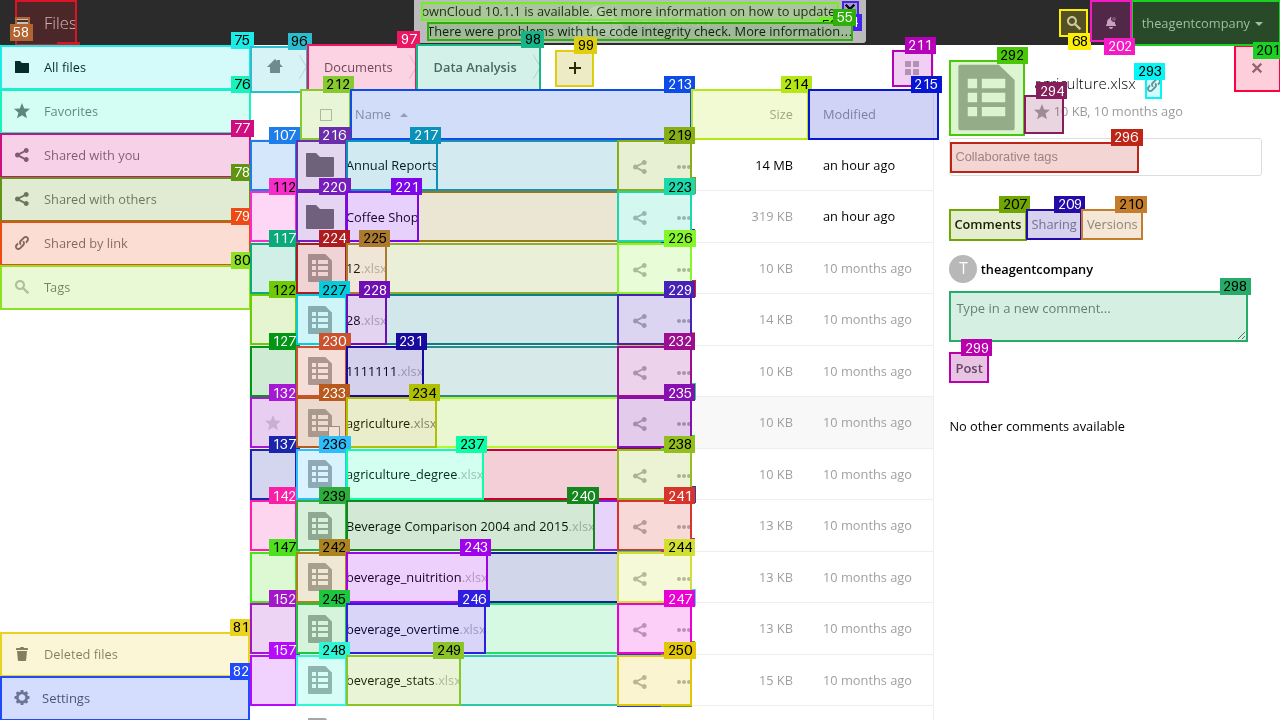 Files
ownCloud 10.1.1 is available. Get more information on how to update
There were problems with the code integrity check. More information...
theagentcompany
58
55
68
202
75
96
97
98
99
211
201
All files
Documents
Data Analysis
+
292
agriculture.xlsx
293
10 KB, 10 months ago
294
Collaborative tags
296
76
Favorites
77
Shared with you
78
Shared with others
79
Shared by link
80
Tags
212
213
214
215
Name
Size
Modified
107
216
217
219
Annual Reports
14 MB
an hour ago
112
220
221
223
Coffee Shop
319 KB
an hour ago
117
224
225
226
12.xlsx
10 KB
10 months ago
122
227
228
229
28.xlsx
14 KB
10 months ago
127
230
231
232
1111111.xlsx
10 KB
10 months ago
132
233
234
235
agriculture.xlsx
10 KB
10 months ago
137
236
237
238
agriculture_degree.xlsx
10 KB
10 months ago
142
239
240
241
Beverage Comparison 2004 and 2015.xlsx
13 KB
10 months ago
147
242
243
244
beverage_nuitrition.xlsx
13 KB
10 months ago
152
245
246
247
beverage_overtime.xlsx
13 KB
10 months ago
157
248
249
250
beverage_stats.xlsx
15 KB
10 months ago
207
209
210
Comments
Sharing
Versions
T
theagentcompany
298
Type in a new comment...
299
Post
No other comments available
81
Deleted files
82
Settings